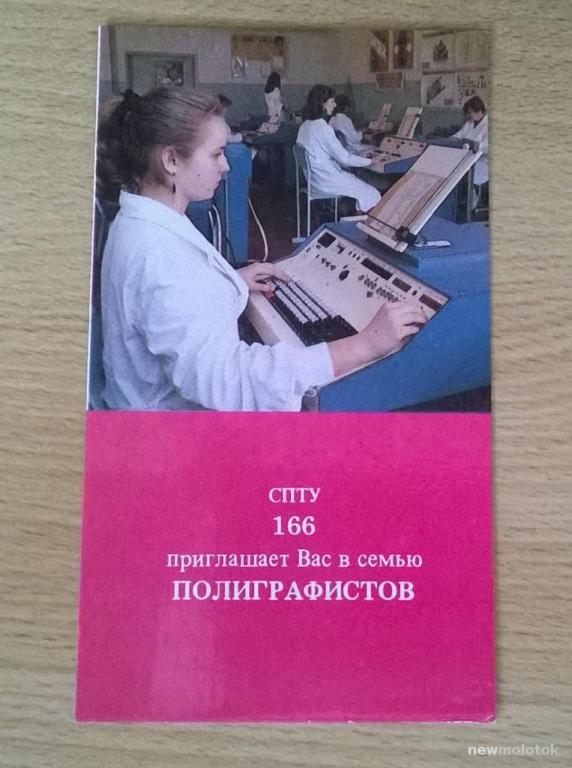 СПТУ
166
приглашает Вас в семью
ПОЛИГРАФИСТОВ
newmolotok